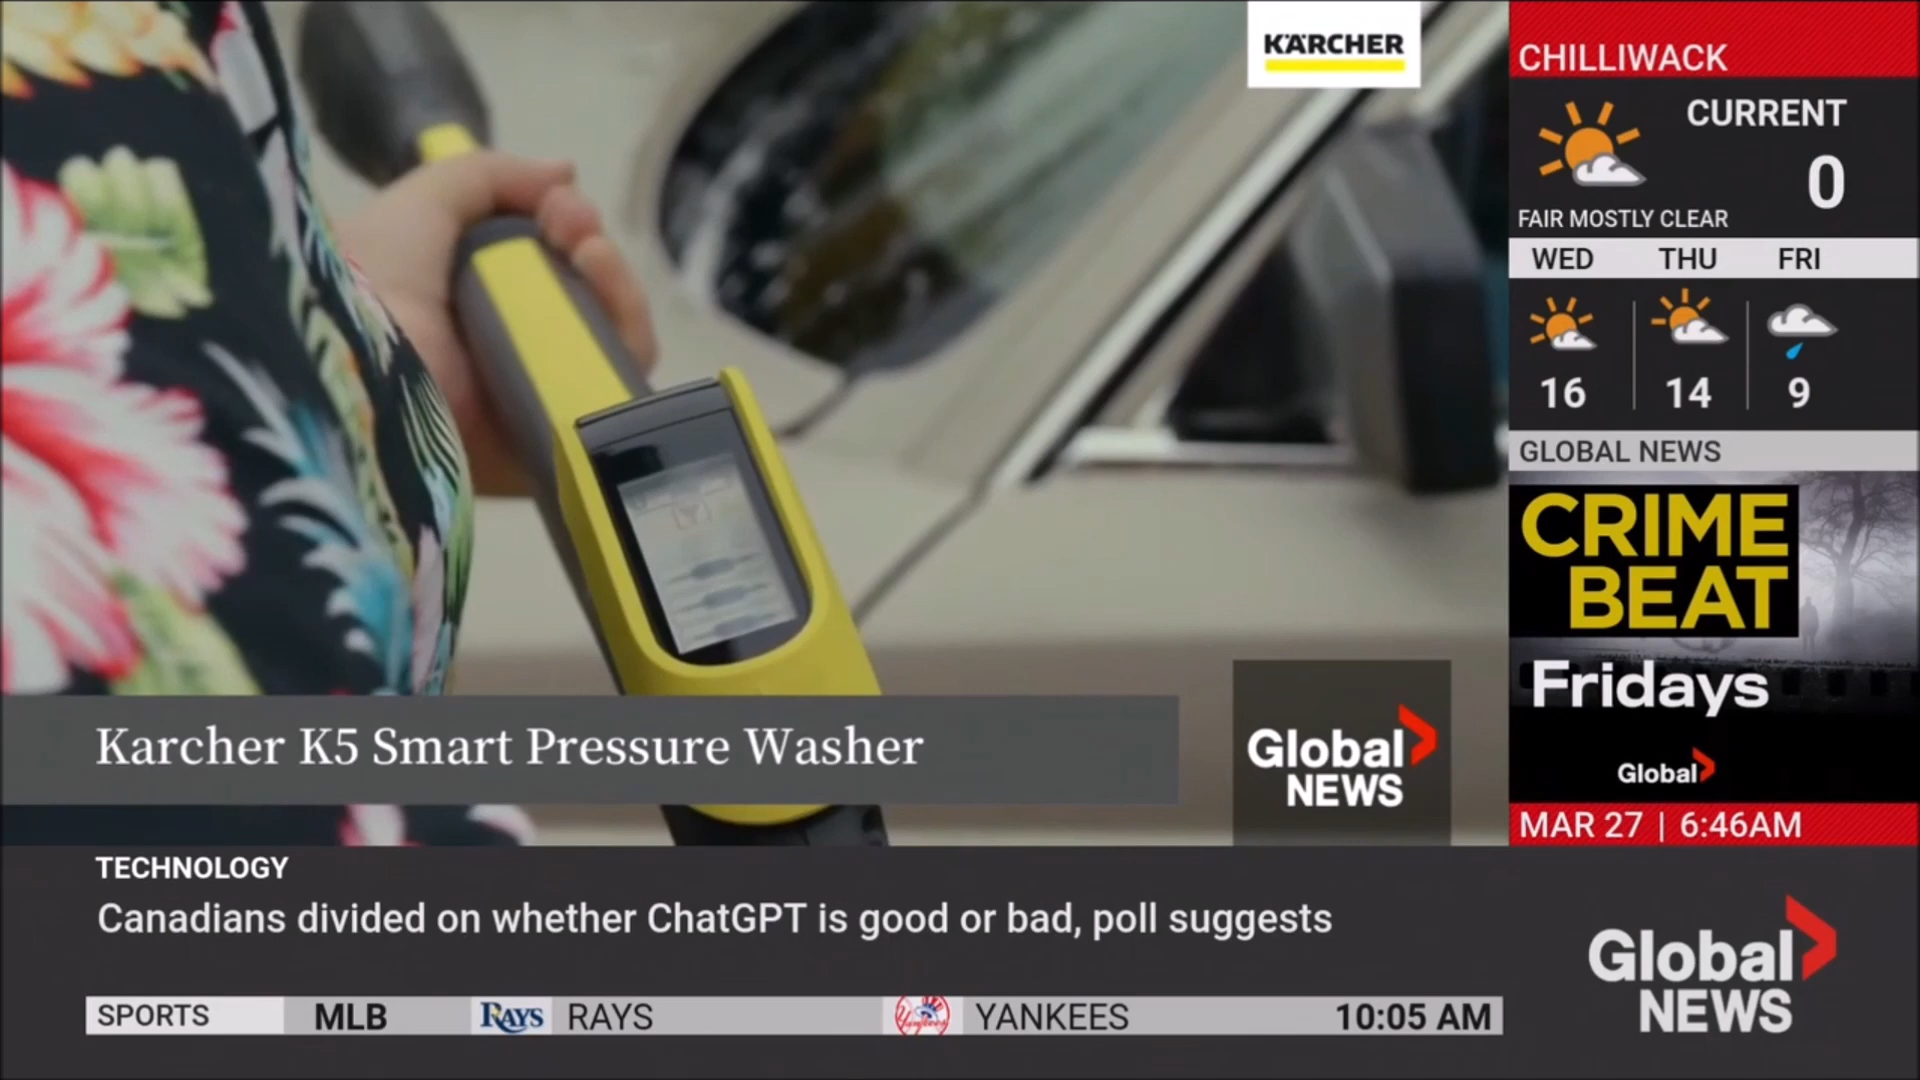 KÄRCHER
Karcher K5 Smart Pressure Washer
Global
NEWS
CHILLIWACK
CURRENT
0
FAIR MOSTLY CLEAR
WED THU FRI
16 14 9
GLOBAL NEWS
CRIME
BEAT
Fridays
Global
MAR 27 | 6:46AM
TECHNOLOGY
Canadians divided on whether ChatGPT is good or bad, poll suggests
SPORTS MLB RAYS RAYS YANKEES 10:05 AM
Global
NEWS